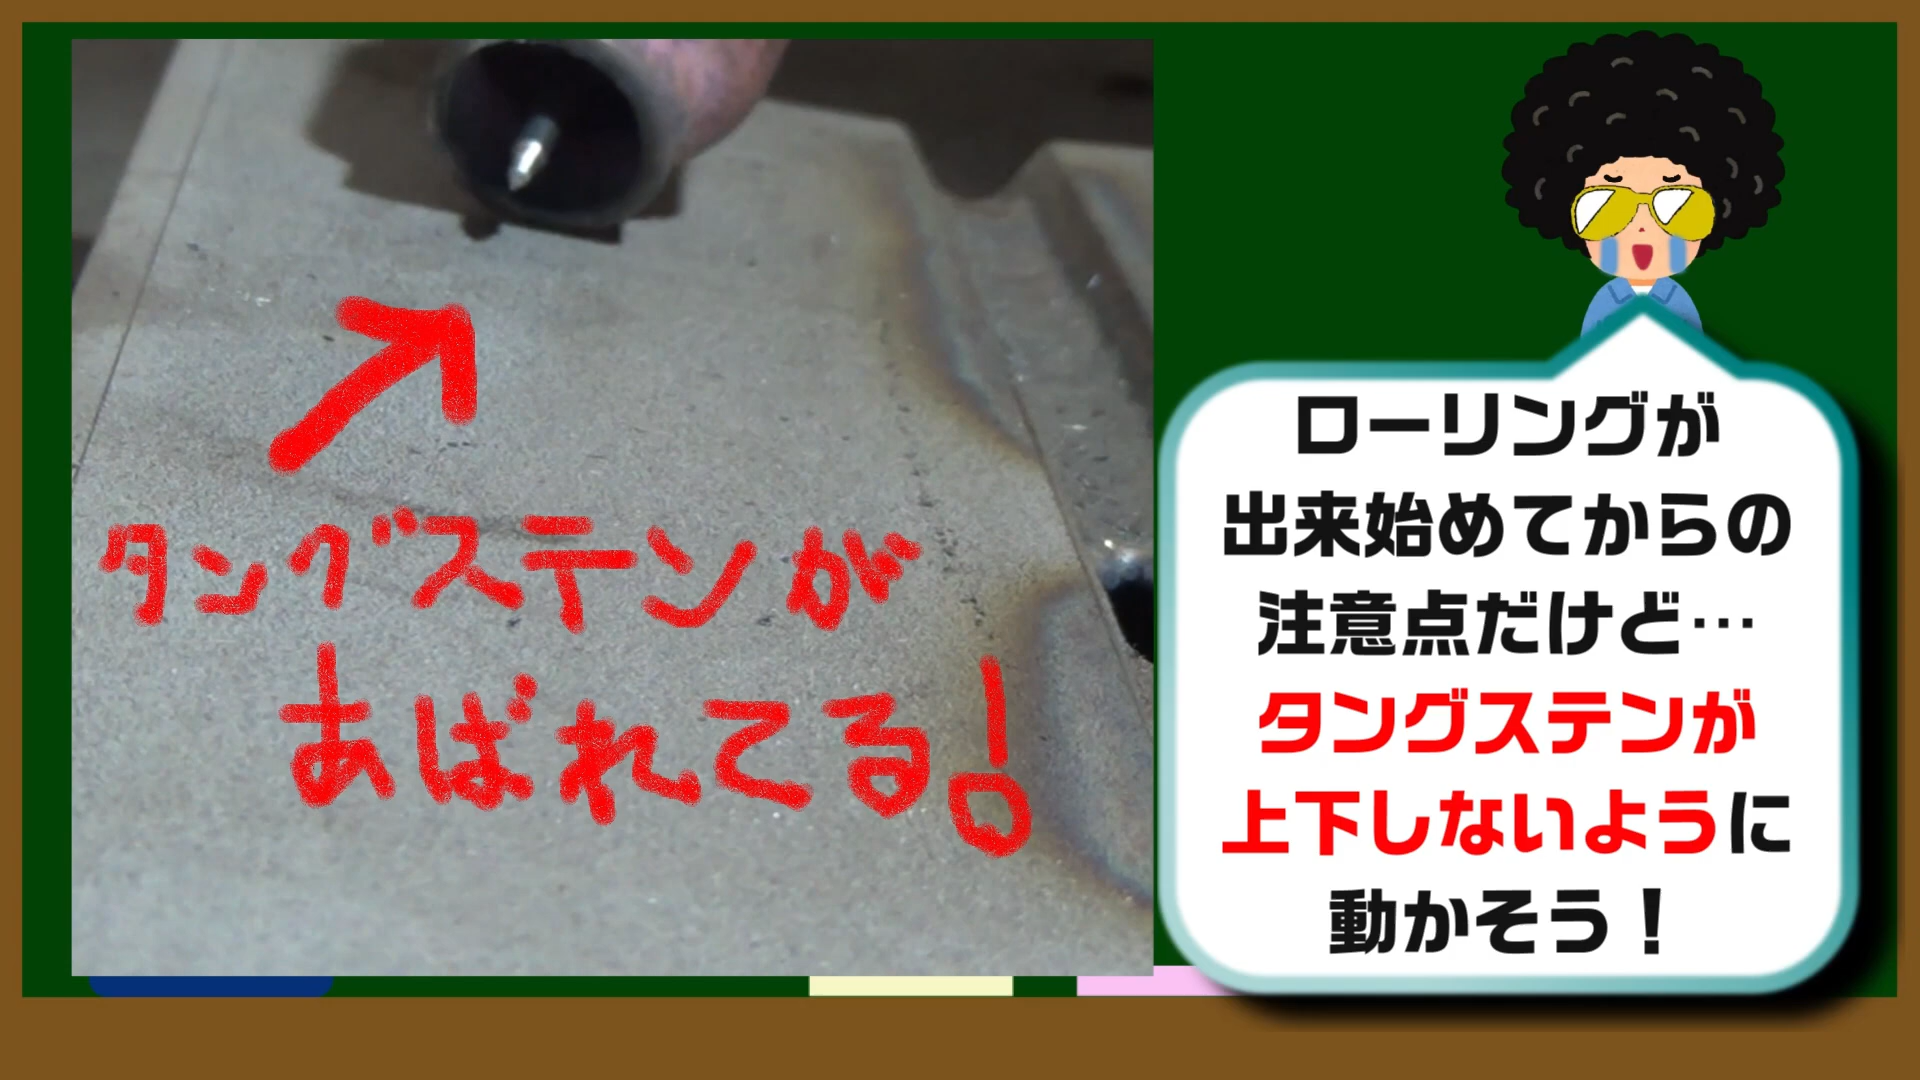 タングステンが
あばれてる!
ローリングが
出来始めてからの
注意点だけど…
タングステンが
上下しないように
動かそう！